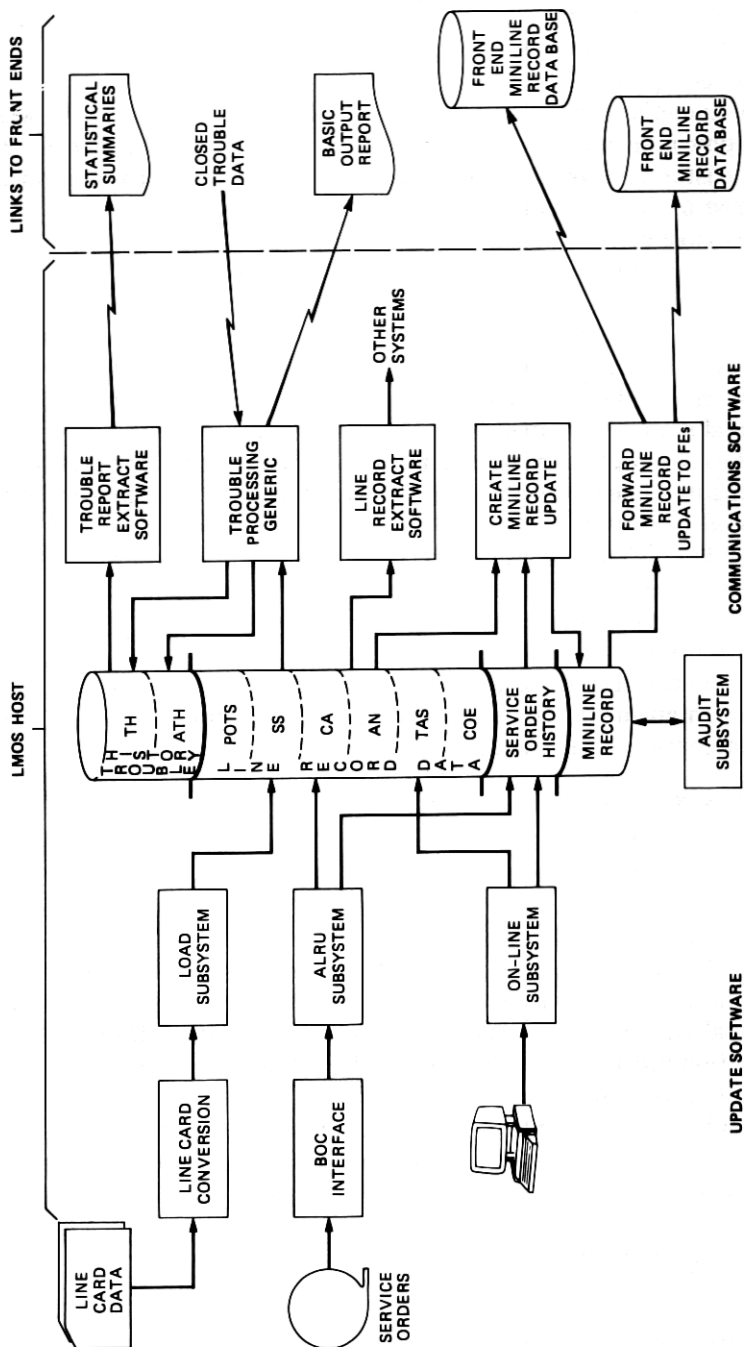 LMOS HOST
LINKS TO FRONT ENDS
LINE
CARD DATA
LINE CARD
CONVERSION
LOAD
SUBSYSTEM
SERVICE
ORDERS
BOC
INTERFACE
ALRU
SUBSYSTEM
ON-LINE
SUBSYSTEM
TROUBLE
HISTORY
TH
ATH
LINE
RECORD
DATA
POTS
SS
CA
AN
TAS
COE
SERVICE
ORDER
HISTORY
MINILINE
RECORD
AUDIT
SUBSYSTEM
TROUBLE
REPORT
EXTRACT
SOFTWARE
TROUBLE
PROCESSING
GENERIC
LINE
RECORD
EXTRACT
SOFTWARE
OTHER
SYSTEMS
CREATE
MINILINE
RECORD
UPDATE
FORWARD
MINILINE
RECORD
UPDATE TO FEs
STATISTICAL
SUMMARIES
CLOSED
TROUBLE
DATA
BASIC
OUTPUT
REPORT
FRONT
END
MINILINE
RECORD
DATA BASE
FRONT
END
MINILINE
RECORD
DATA BASE
UPDATE SOFTWARE
COMMUNICATIONS SOFTWARE